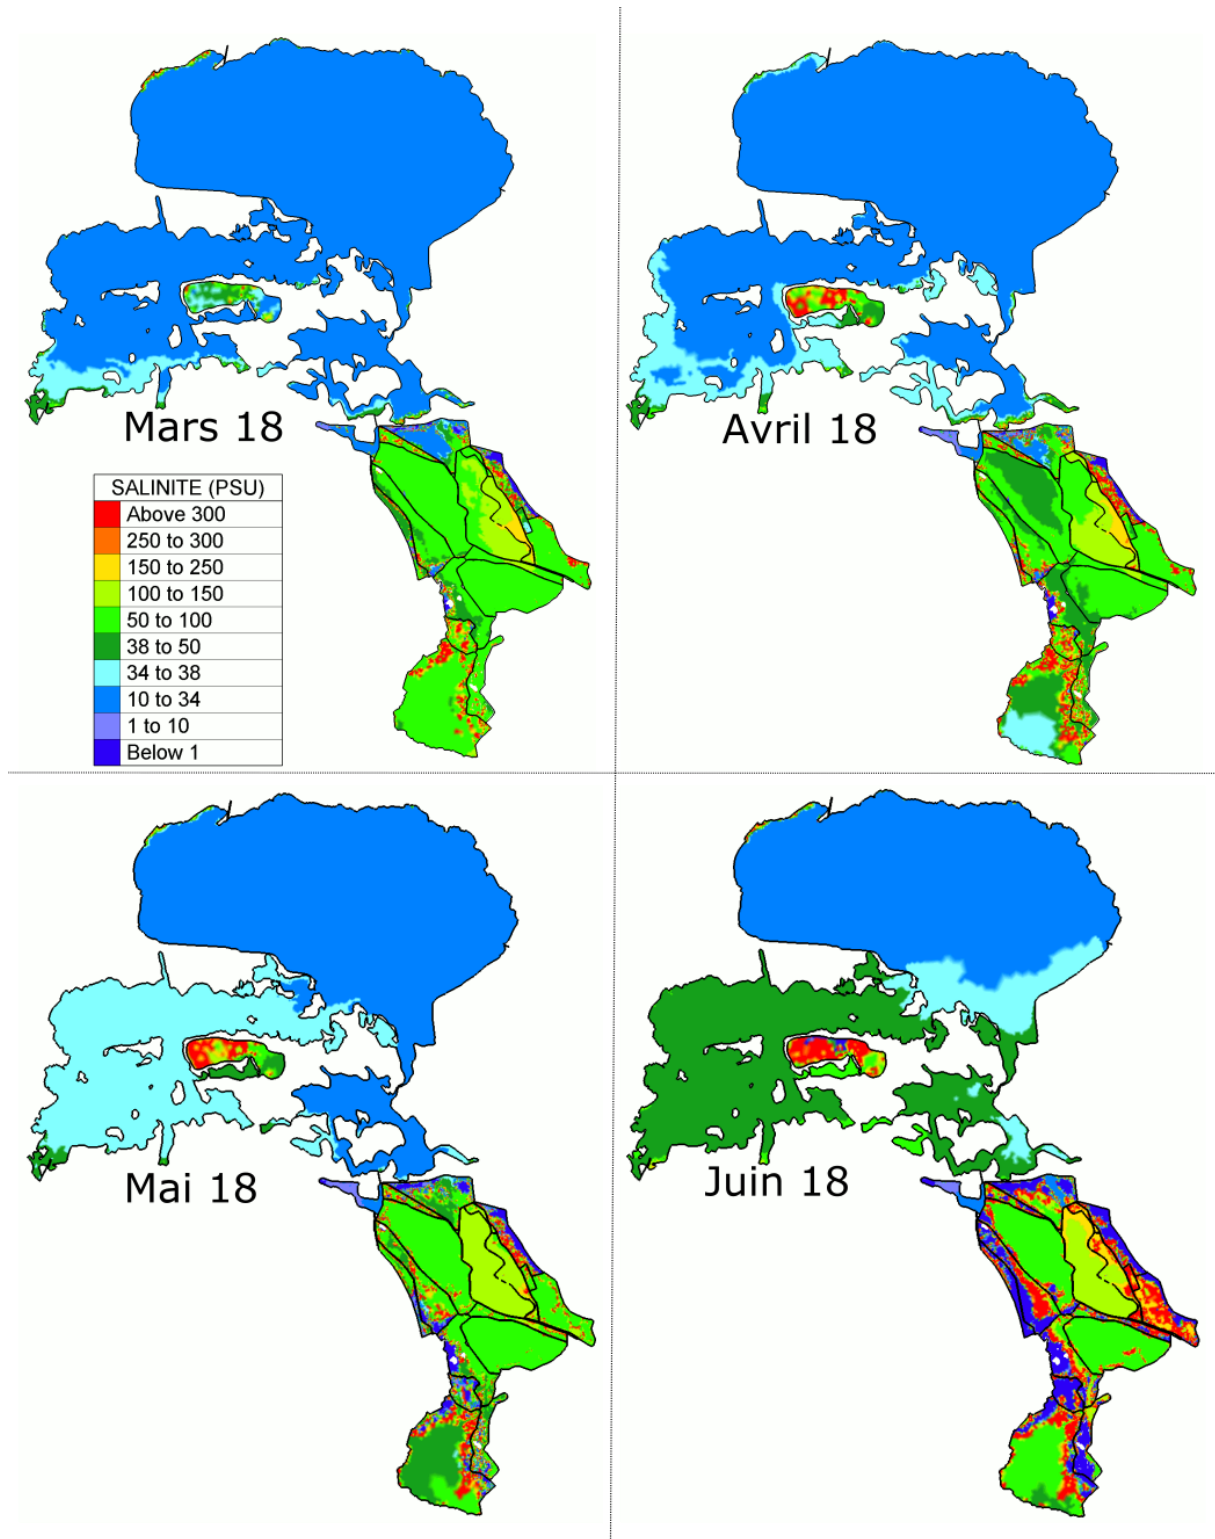 Mars 18
Avril 18
SALINITE (PSU)
Above 300
250 to 300
150 to 250
100 to 150
50 to 100
38 to 50
34 to 38
10 to 34
1 to 10
Below 1
Mai 18
Juin 18